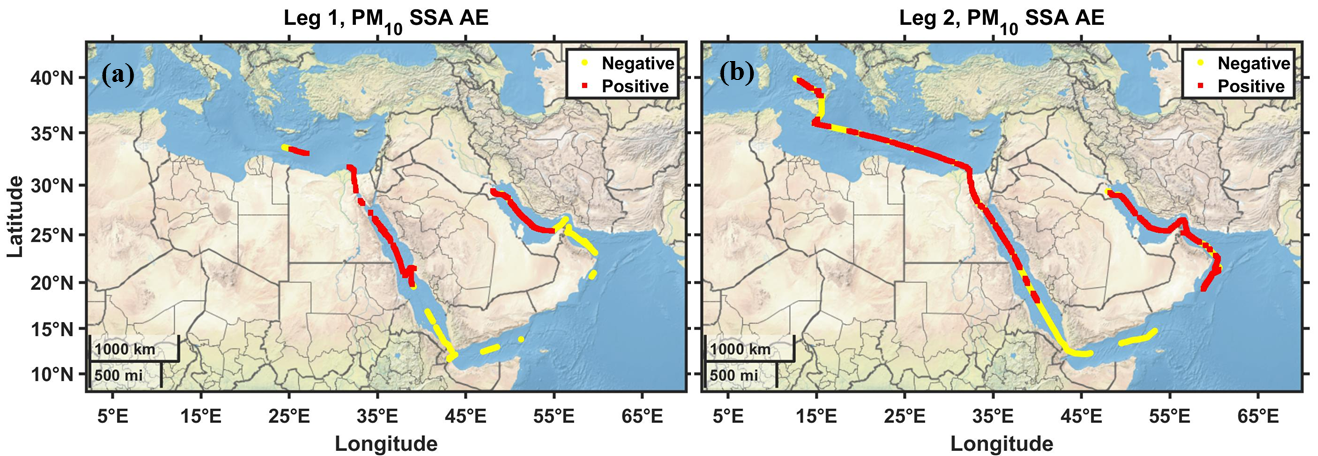 Leg 1, PM10 SSA AE
(a)
Negative
Positive
40°N
35°N
30°N
25°N
20°N
15°N
10°N
Latitude
1000 km
500 mi
5°E 15°E 25°E 35°E 45°E 55°E 65°E
Longitude
Leg 2, PM10 SSA AE
(b)
Negative
Positive
1000 km
500 mi
5°E 15°E 25°E 35°E 45°E 55°E 65°E
Longitude